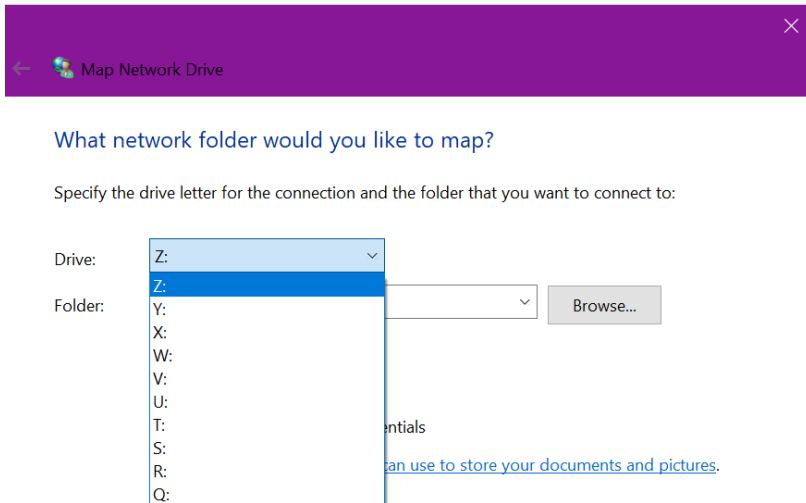 Map Network Drive
What network folder would you like to map?
Specify the drive letter for the connection and the folder that you want to connect to:
Drive:
Z:
Z:
Folder:
Browse...
Y:
X:
W:
V:
U:
T:
entials
S:
can use to store your documents and pictures.
R:
Q: